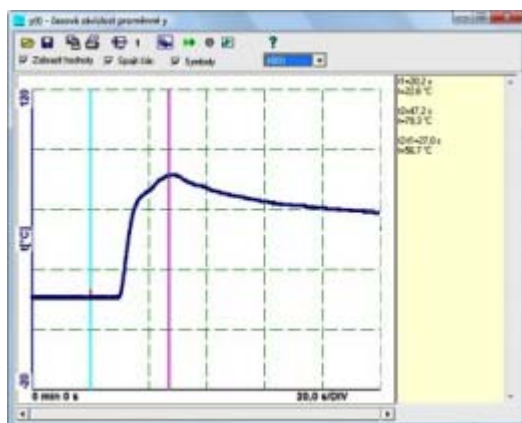 y(t) - časová závislost proměnné y
Zobrazit hodnoty Spojit čás. Symboly
t1=20,2 s
t=22,6 °C
t2=47,2 s
t=79,3 °C
t2-t1=27,0 s
t=56,7 °C
120
t[°C]
-20
0 min 0 s 20,0 s/DIV